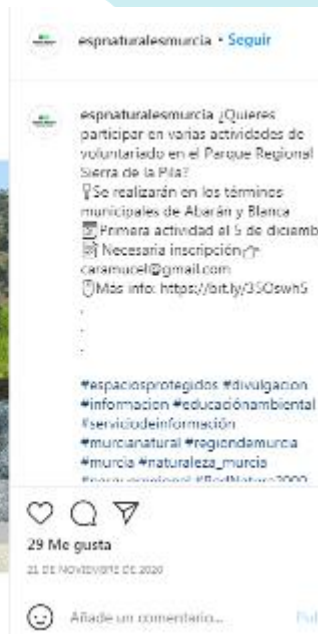 espnaturalesmurcia • Seguir
espnaturalesmurcia ¿Quieres
participar en varias actividades de
voluntariado en el Parque Regional
Sierra de la Pila?
Se realizarán en los términos
municipales de Abarán y Blanca
Primera actividad el 5 de diciemb
Necesaria inscripción
caramucel@gmail.com
Más info: https://bit.ly/35Oswh5
.
.
.
#espaciosprotegidos #divulgacion
#informacion #educaciónambiental
#serviciodeinformación
#murcianatural #regiondemurcia
#murcia #naturaleza_murcia
#parqueregional #RedNatura2000
29 Me gusta
21 DE NOVIEMBRE DE 2020
Añade un comentario...